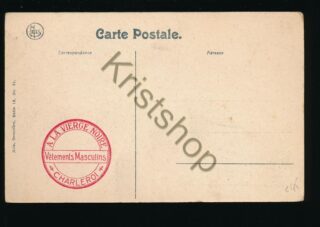 Carte Postale.
Correspondance
Adresse
A LA VIERGE NOIRE
Vêtements Masculins
CHARLEROI
Kristshop